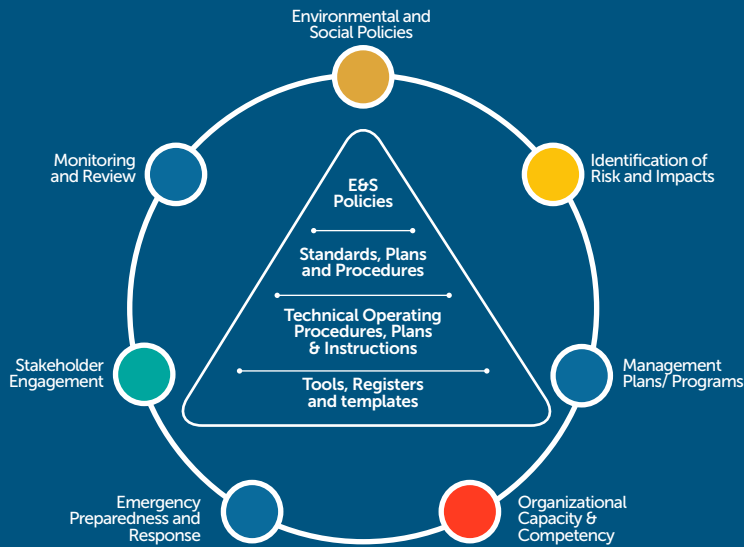 Environmental and
Social Policies
Monitoring
and Review
Identification of
Risk and Impacts
E&S
Policies
Standards, Plans
and Procedures
Technical Operating
Procedures, Plans
& Instructions
Tools, Registers
and templates
Stakeholder
Engagement
Management
Plans/ Programs
Emergency
Preparedness and
Response
Organizational
Capacity &
Competency